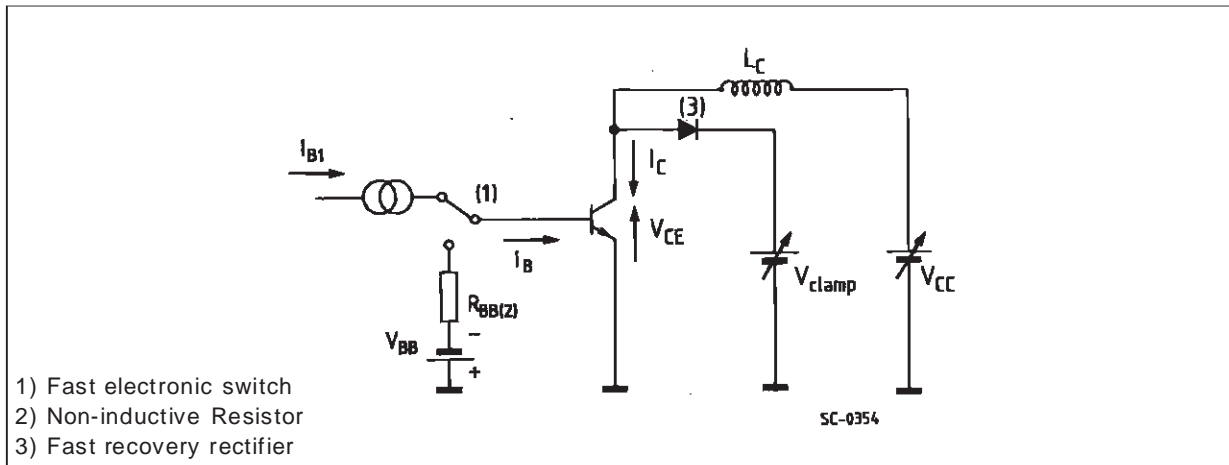 L_C
(3)
I_B1
(1)
I_C
V_CE
I_B
V_clamp
V_CC
R_BB(2)
V_BB
−
+
1) Fast electronic switch
2) Non-inductive Resistor
3) Fast recovery rectifier
SC-0354